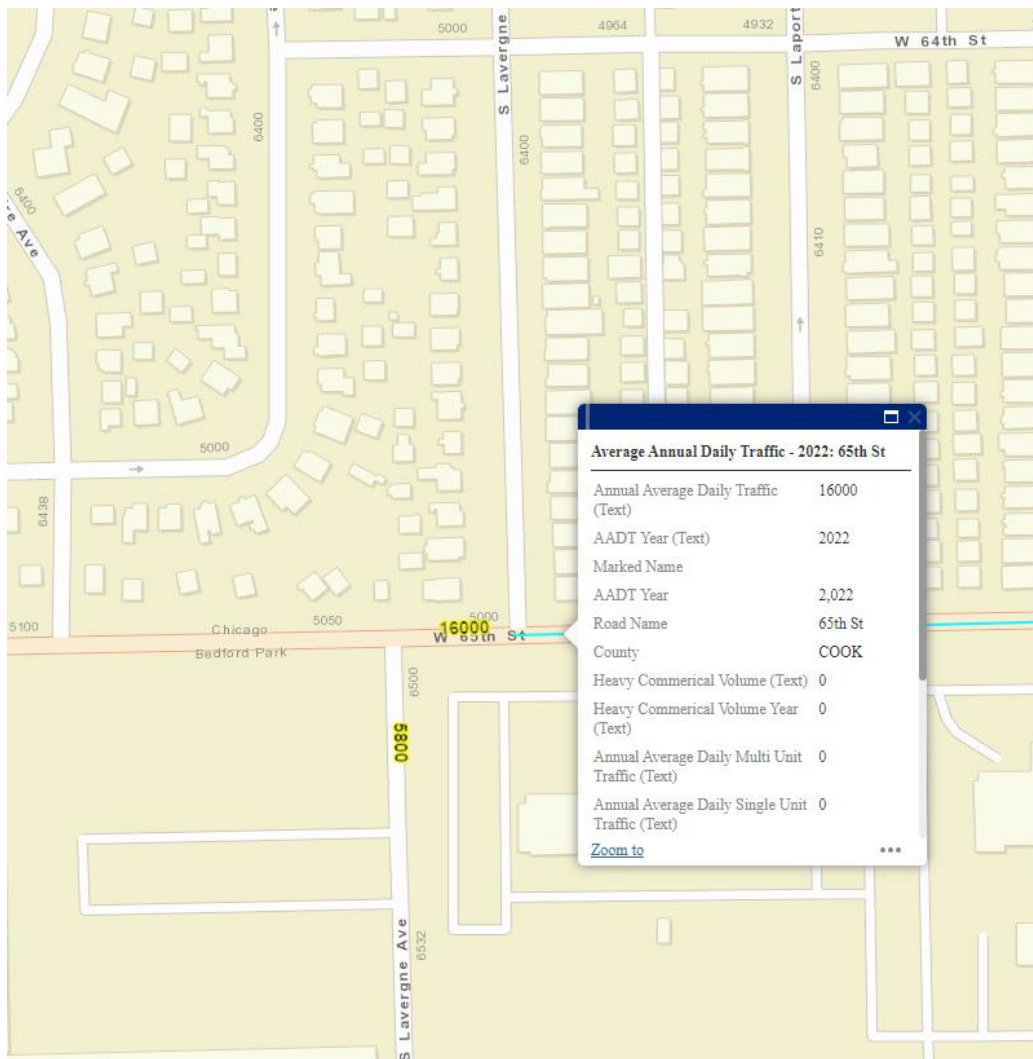 5000
4964
4932
W 64th St
S Lavergne
S Laport
6400
6400
6400
6400
re Ave
6410
5000
6438
Average Annual Daily Traffic - 2022: 65th St
Annual Average Daily Traffic 16000
(Text)
AADT Year (Text) 2022
Marked Name
AADT Year 2,022
Road Name 65th St
County COOK
Heavy Commerical Volume (Text) 0
Heavy Commerical Volume Year 0
(Text)
Annual Average Daily Multi Unit 0
Traffic (Text)
Annual Average Daily Single Unit 0
Traffic (Text)
Zoom to
5100
Chicago
5050
5000
16000
W 65th St
Bedford Park
6500
5800
6532
S Lavergne Ave